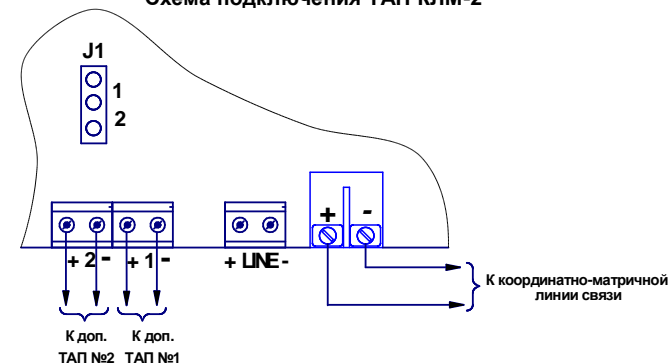 Схема подключения ТАП КЛМ-2
J1
1
2
+ -
+ 2 - + 1 - + LINE -
К координатно-матричной
линии связи
К доп. К доп.
ТАП №2 ТАП №1